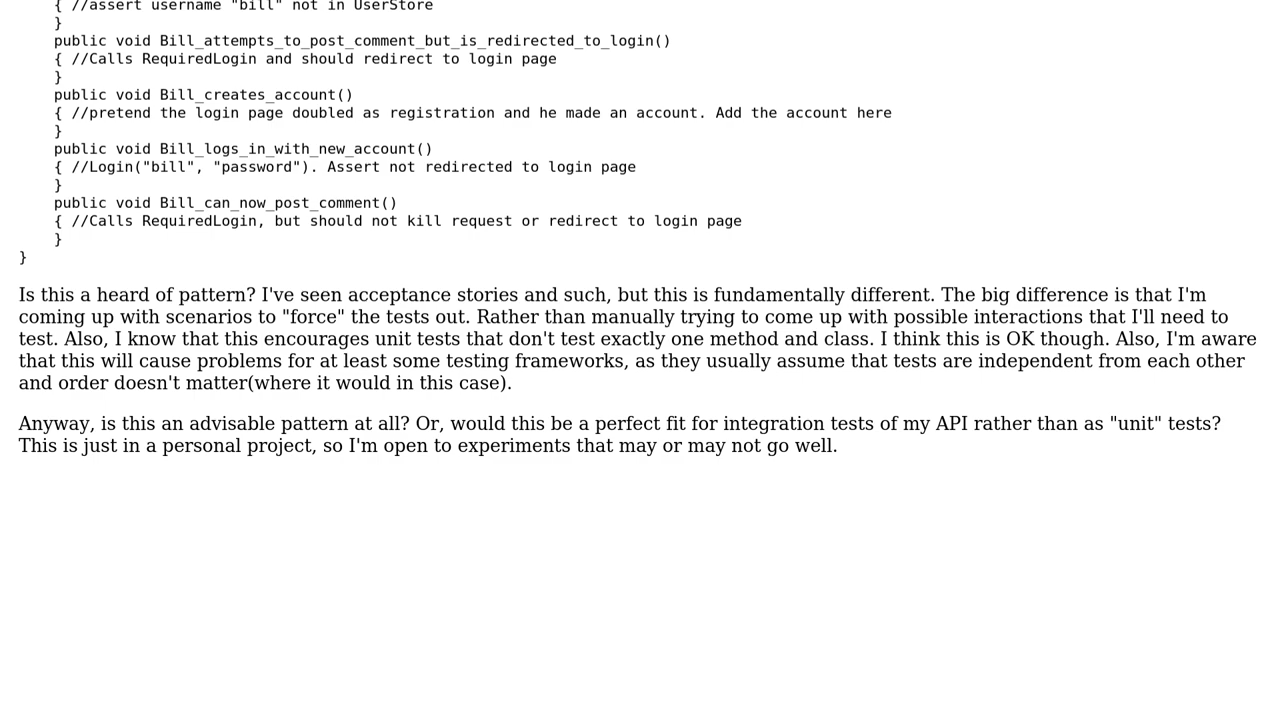 { //assert username "bill" not in UserStore
}
public void Bill_attempts_to_post_comment_but_is_redirected_to_login()
{ //Calls RequiredLogin and should redirect to login page
}
public void Bill_creates_account()
{ //pretend the login page doubled as registration and he made an account. Add the account here
}
public void Bill_logs_in_with_new_account()
{ //Login("bill", "password"). Assert not redirected to login page
}
public void Bill_can_now_post_comment()
{ //Calls RequiredLogin, but should not kill request or redirect to login page
}
}
Is this a heard of pattern? I've seen acceptance stories and such, but this is fundamentally different. The big difference is that I'm
coming up with scenarios to "force" the tests out. Rather than manually trying to come up with possible interactions that I'll need to
test. Also, I know that this encourages unit tests that don't test exactly one method and class. I think this is OK though. Also, I'm aware
that this will cause problems for at least some testing frameworks, as they usually assume that tests are independent from each other
and order doesn't matter(where it would in this case).
Anyway, is this an advisable pattern at all? Or, would this be a perfect fit for integration tests of my API rather than as "unit" tests?
This is just in a personal project, so I'm open to experiments that may or may not go well.